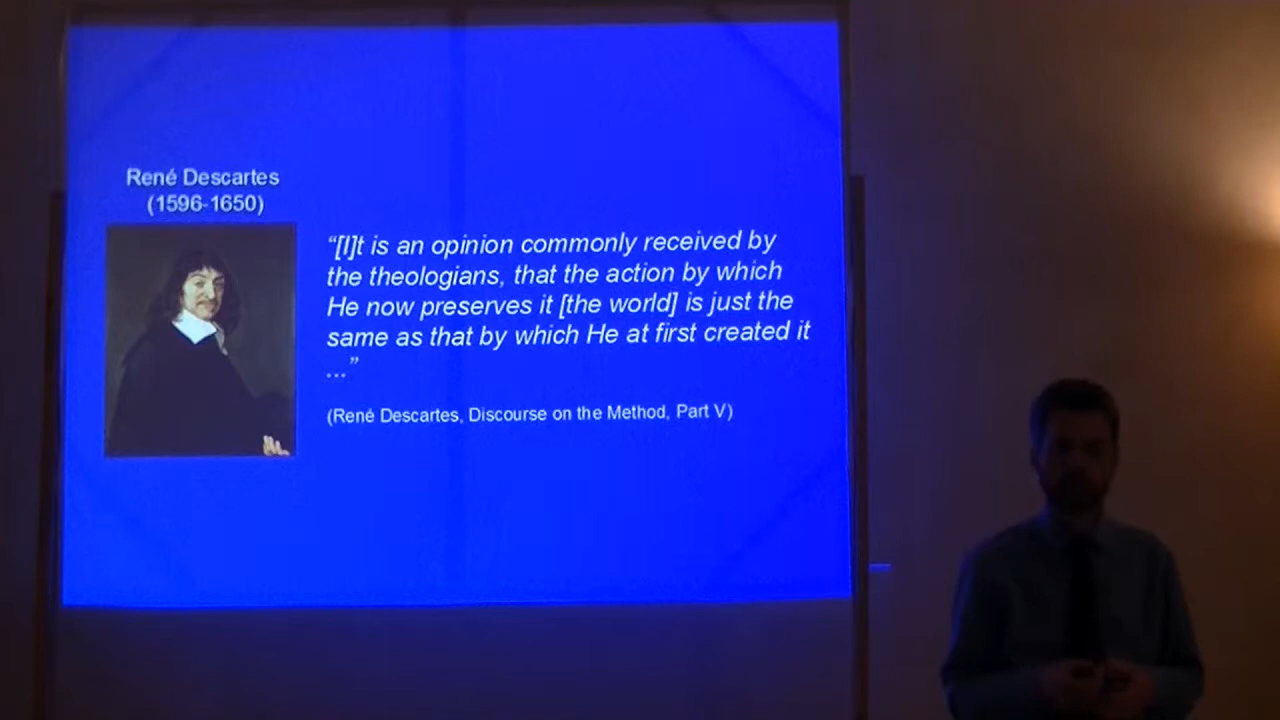 René Descartes
(1596-1650)
“[I]t is an opinion commonly received by
the theologians, that the action by which
He now preserves it [the world] is just the
same as that by which He at first created it
...”
(René Descartes, Discourse on the Method, Part V)